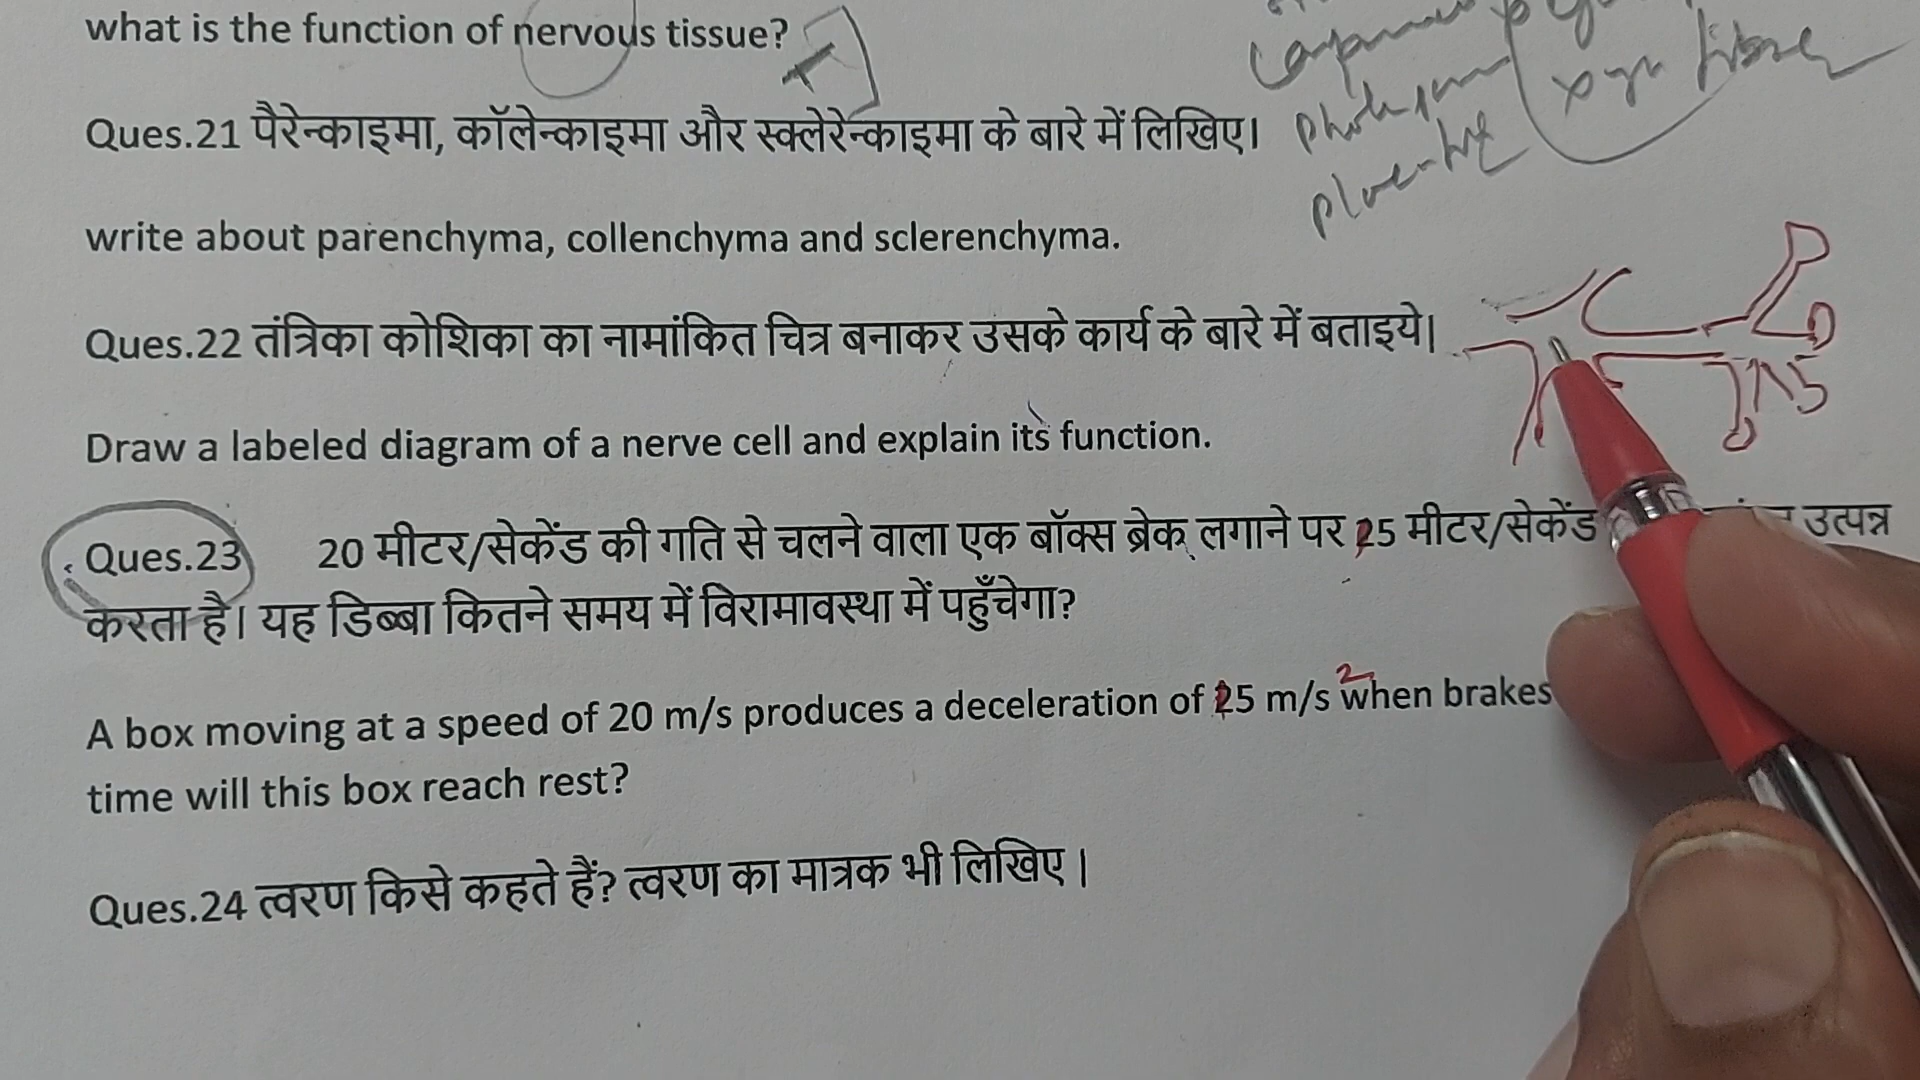 what is the function of nervous tissue?
Ques.21 पैरेन्काइमा, कॉलेन्काइमा और स्क्लेरेन्काइमा के बारे में लिखिए।
write about parenchyma, collenchyma and sclerenchyma.
Ques.22 तंत्रिका कोशिका का नामांकित चित्र बनाकर उसके कार्य के बारे में बताइये।
Draw a labeled diagram of a nerve cell and explain its function.
Ques.23 20 मीटर/सेकेंड की गति से चलने वाला एक बॉक्स ब्रेक लगाने पर 25 मीटर/सेकेंड उत्पन्न
करता है। यह डिब्बा कितने समय में विरामावस्था में पहुँचेगा?
A box moving at a speed of 20 m/s produces a deceleration of 25 m/s 2 when brakes
time will this box reach rest?
Ques.24 त्वरण किसे कहते हैं? त्वरण का मात्रक भी लिखिए |